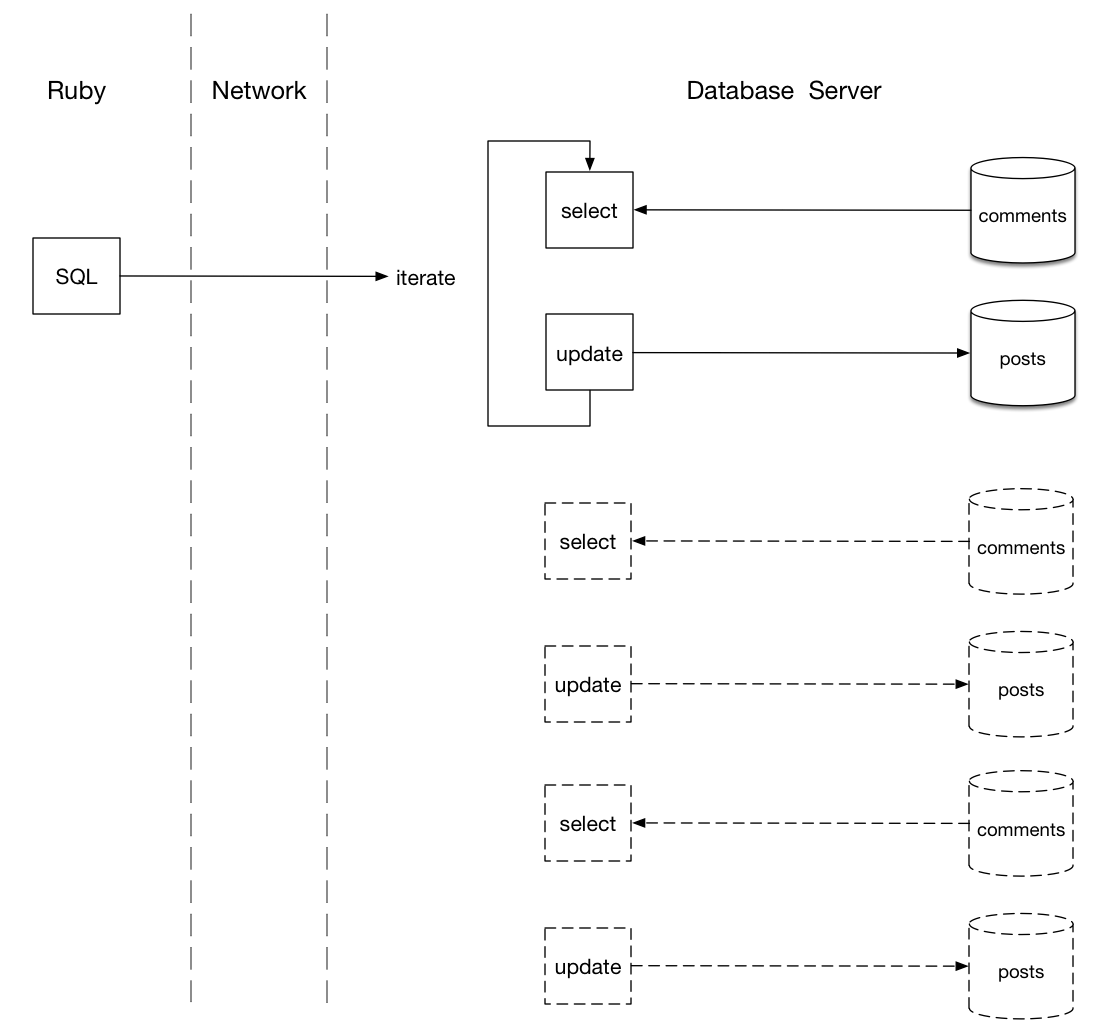 Ruby
Network
Database Server
select
comments
SQL
iterate
update
posts
select
comments
update
posts
select
comments
update
posts